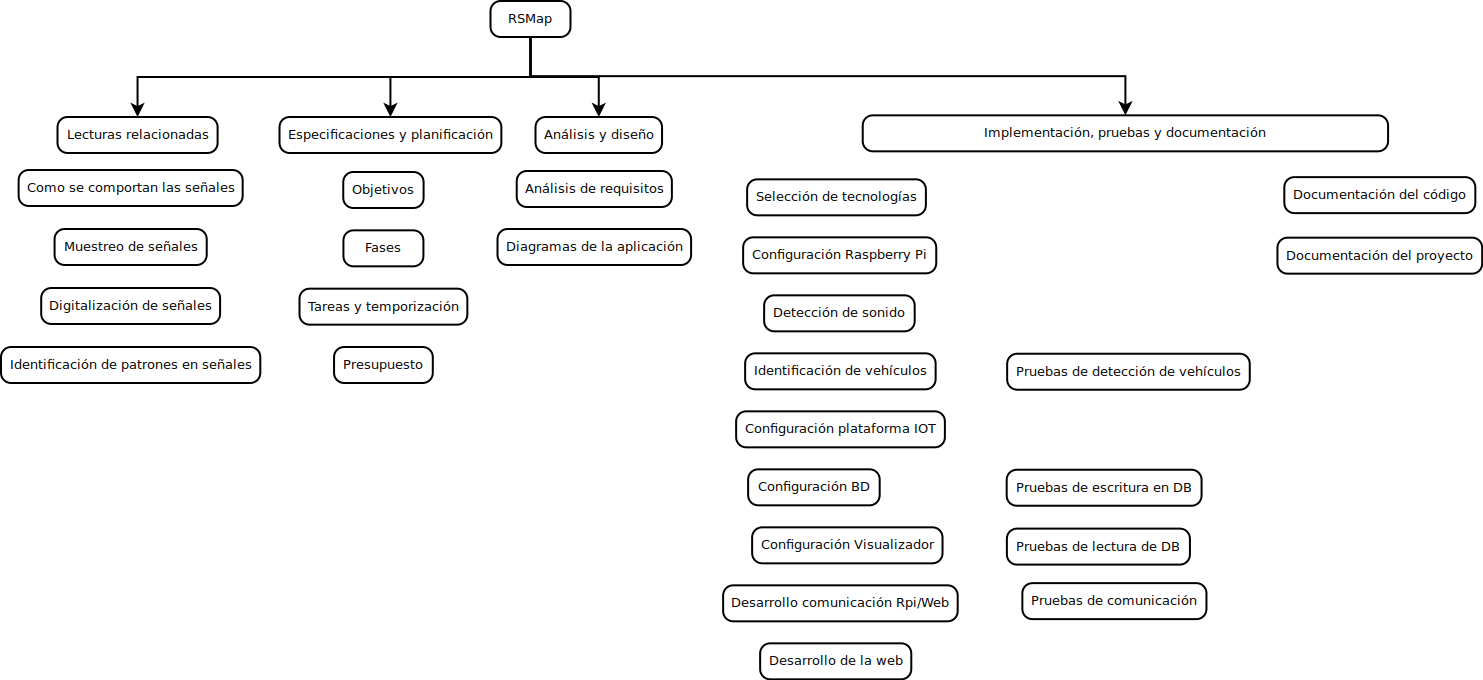 RSMap
Lecturas relacionadas
Como se comportan las señales
Muestreo de señales
Digitalización de señales
Identificación de patrones en señales
Especificaciones y planificación
Objetivos
Fases
Tareas y temporización
Presupuesto
Análisis y diseño
Análisis de requisitos
Diagramas de la aplicación
Implementación, pruebas y documentación
Selección de tecnologías
Configuración Raspberry Pi
Detección de sonido
Identificación de vehículos
Configuración plataforma IOT
Configuración BD
Configuración Visualizador
Desarrollo comunicación Rpi/Web
Desarrollo de la web
Pruebas de detección de vehículos
Pruebas de escritura en DB
Pruebas de lectura de DB
Pruebas de comunicación
Documentación del código
Documentación del proyecto